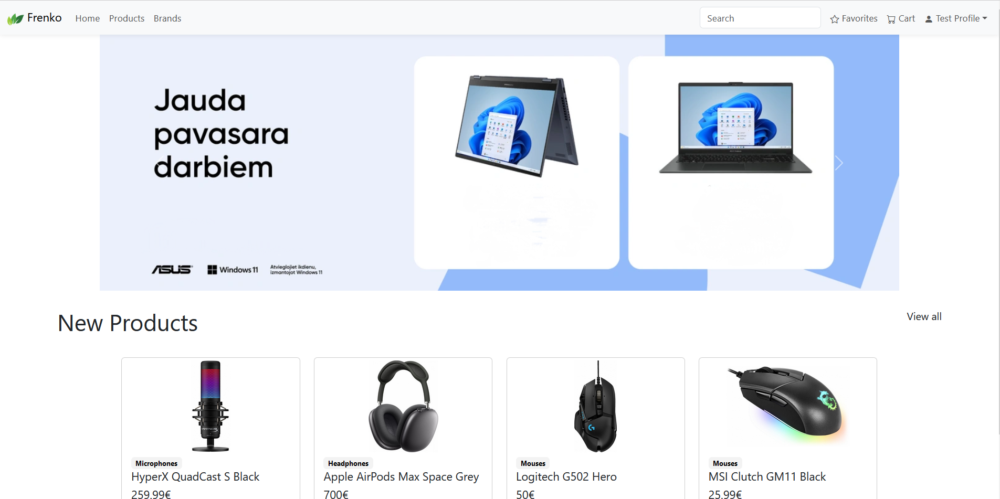 Frenko Home Products Brands Search Favorites Cart Test Profile
Jauda
pavasara
darbiem
ASUS Windows 11 Atvieglojiet ikdienu,
izmantojot Windows 11
New Products
View all
HYPERX
Microphones
HyperX QuadCast S Black
259.99€
Headphones
Apple AirPods Max Space Grey
700€
Mouses
Logitech G502 Hero
50€
Mouses
MSI Clutch GM11 Black
25.99€